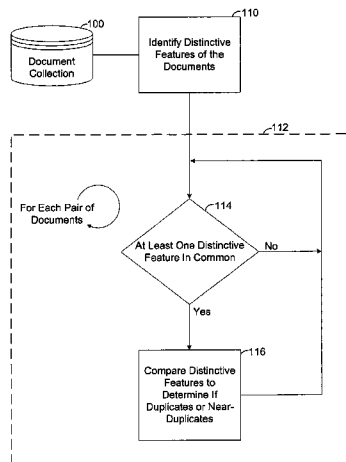 100
Document
Collection
110
Identify Distinctive
Features of the
Documents
112
For Each Pair of
Documents
114
At Least One Distinctive
Feature In Common
No
Yes
116
Compare Distinctive
Features to
Determine If
Duplicates or Near-
Duplicates